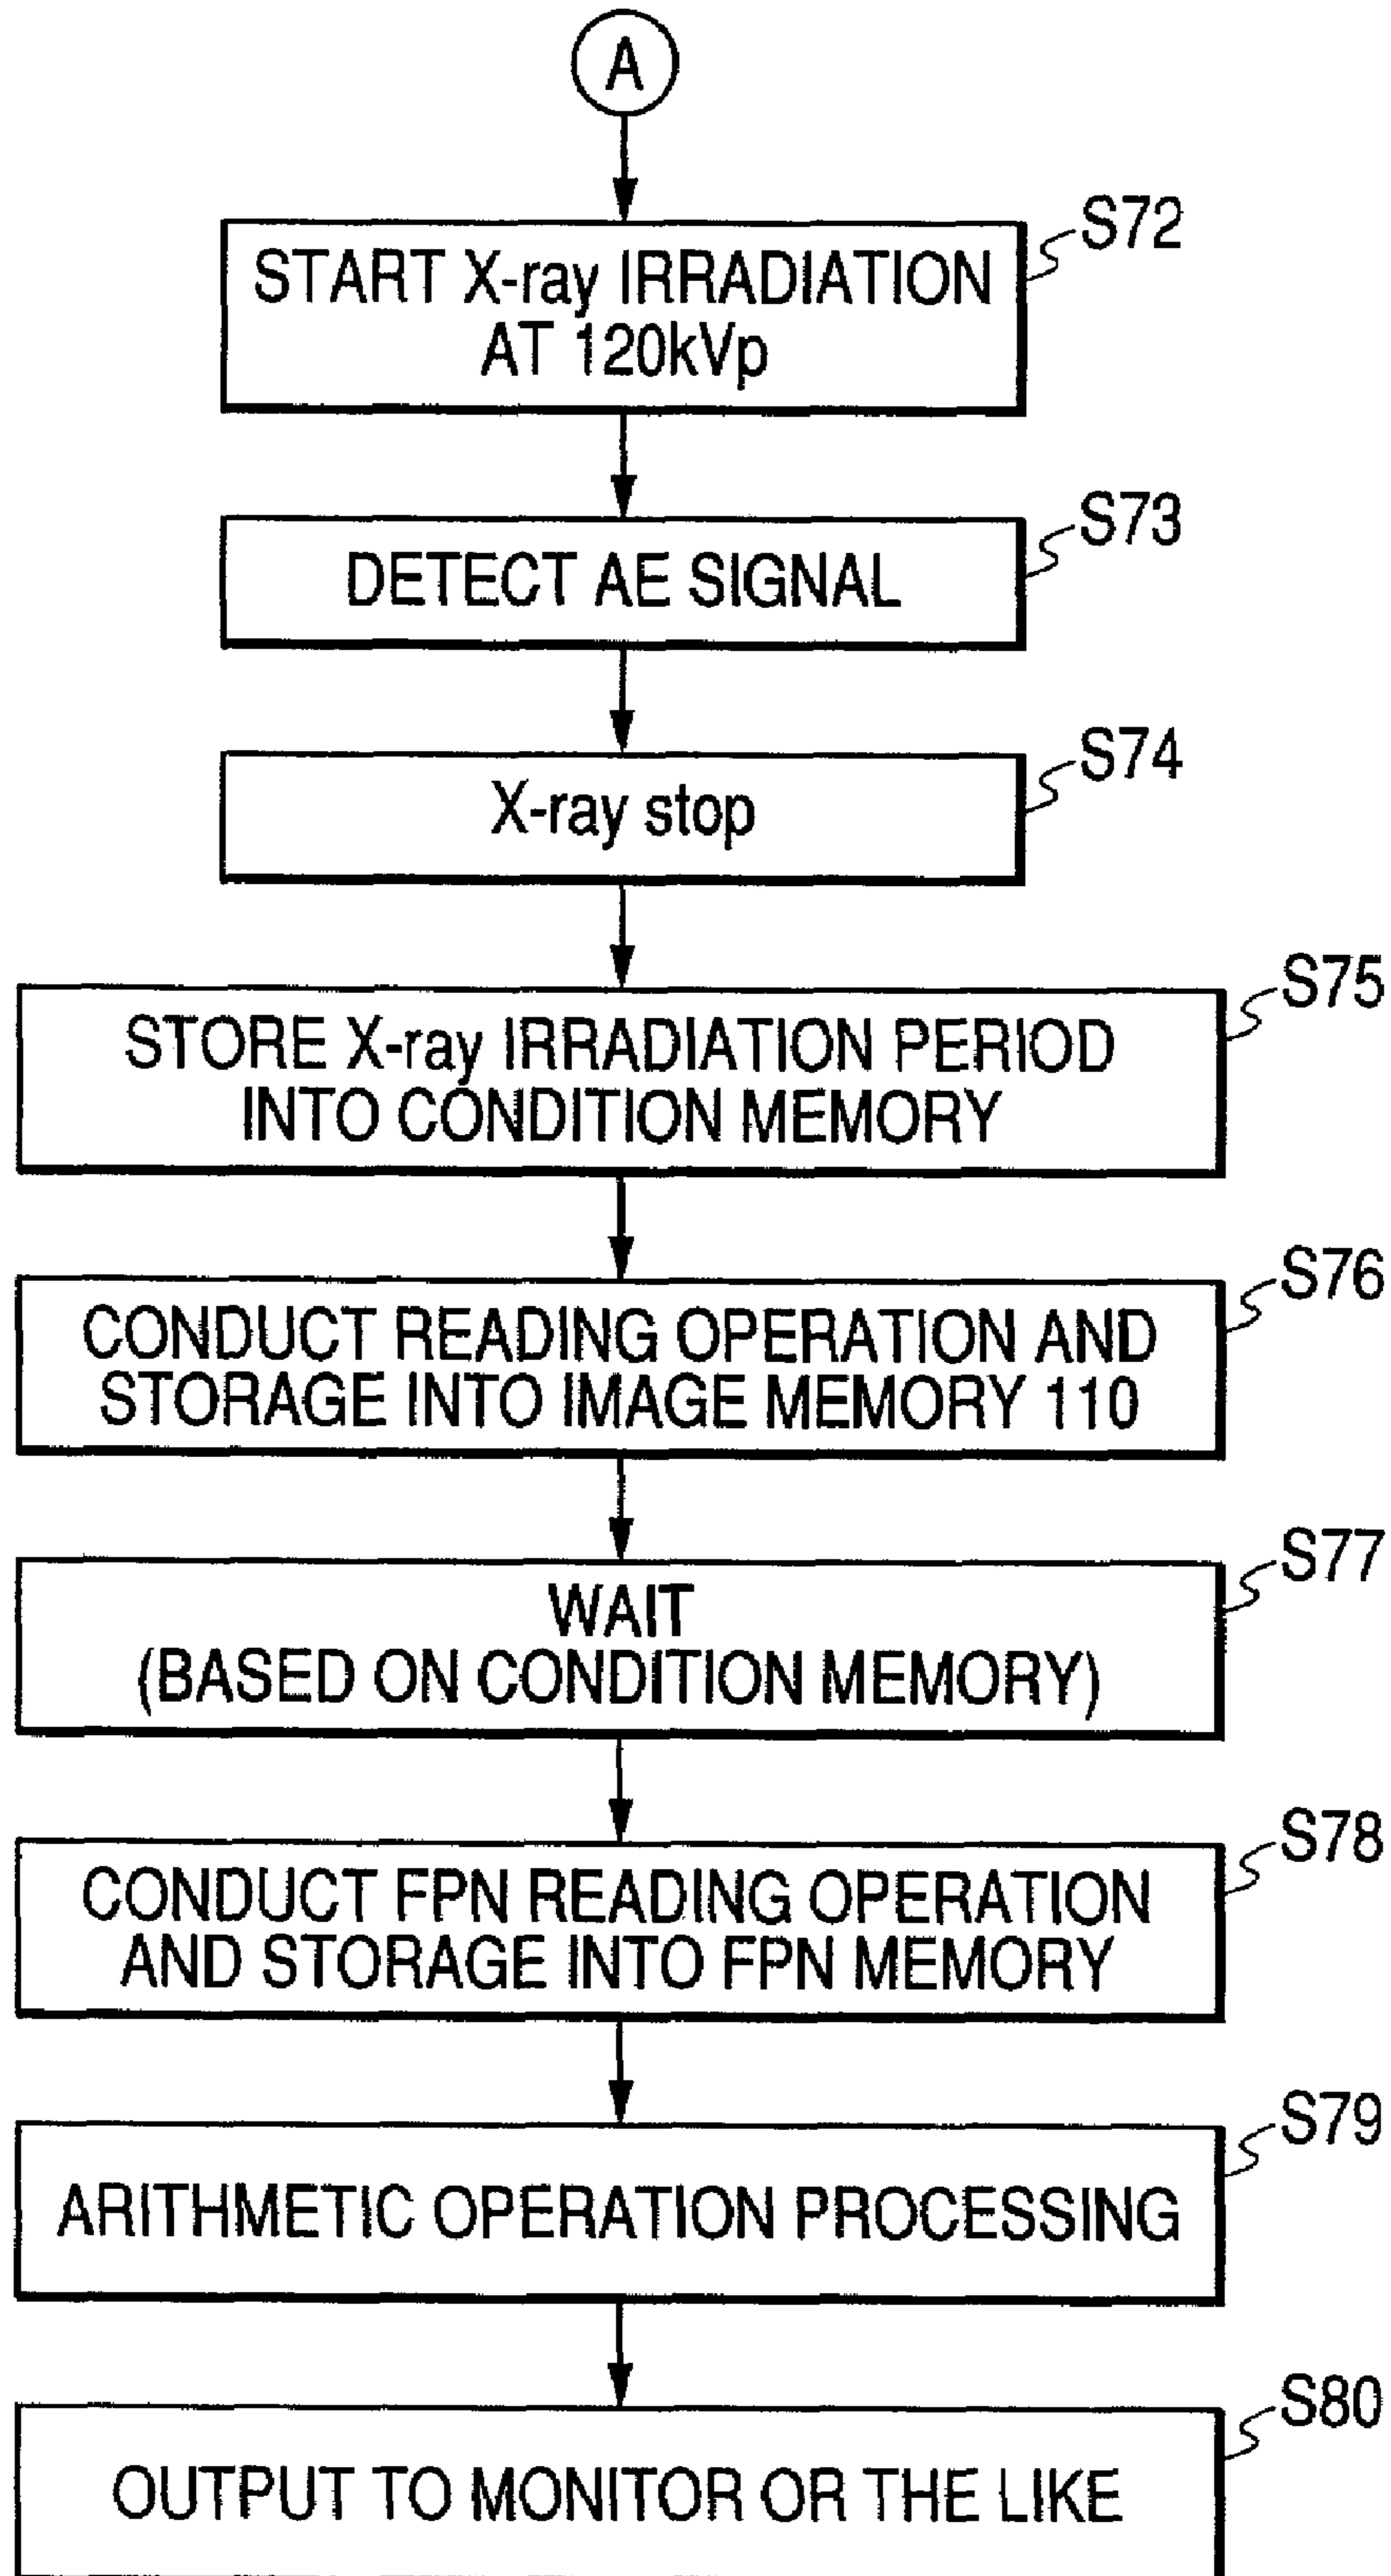 A
S72
START X-ray IRRADIATION
AT 120kVp
S73
DETECT AE SIGNAL
S74
X-ray stop
S75
STORE X-ray IRRADIATION PERIOD
INTO CONDITION MEMORY
S76
CONDUCT READING OPERATION AND
STORAGE INTO IMAGE MEMORY 110
S77
WAIT
(BASED ON CONDITION MEMORY)
S78
CONDUCT FPN READING OPERATION
AND STORAGE INTO FPN MEMORY
S79
ARITHMETIC OPERATION PROCESSING
S80
OUTPUT TO MONITOR OR THE LIKE